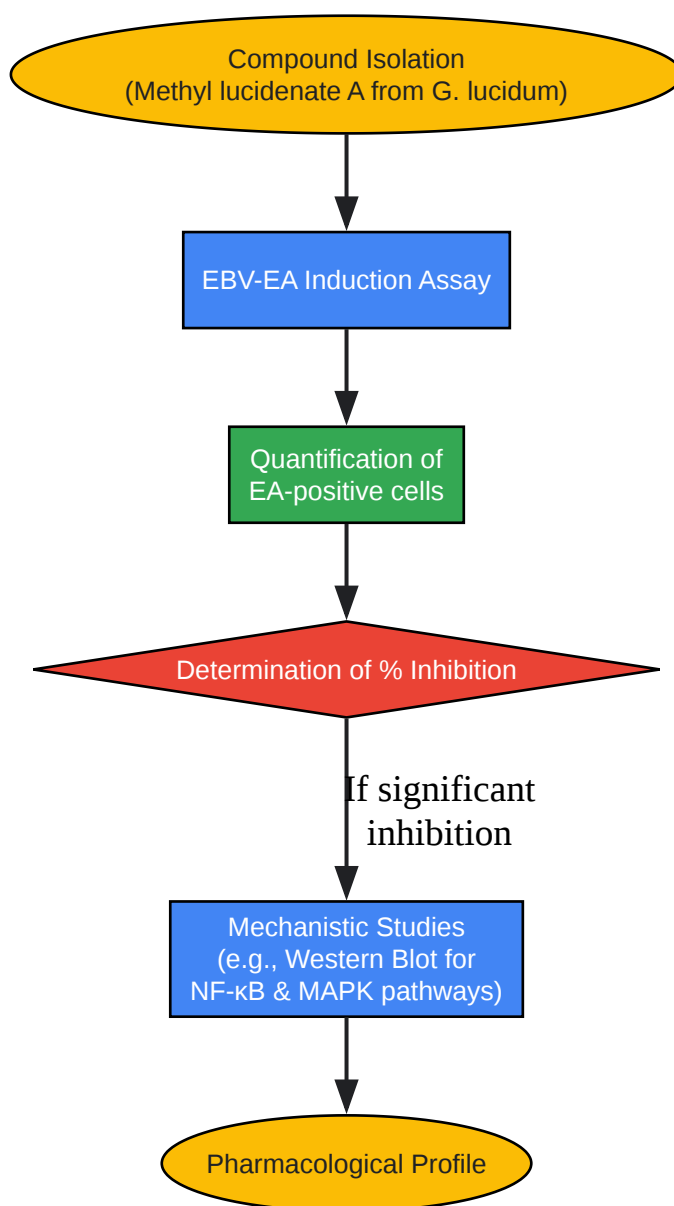 Compound Isolation
(Methyl lucidenate A from G. lucidum)
EBV-EA Induction Assay
Quantification of
EA-positive cells
Determination of % Inhibition
If significant
inhibition
Mechanistic Studies
(e.g., Western Blot for
NF-κB & MAPK pathways)
Pharmacological Profile